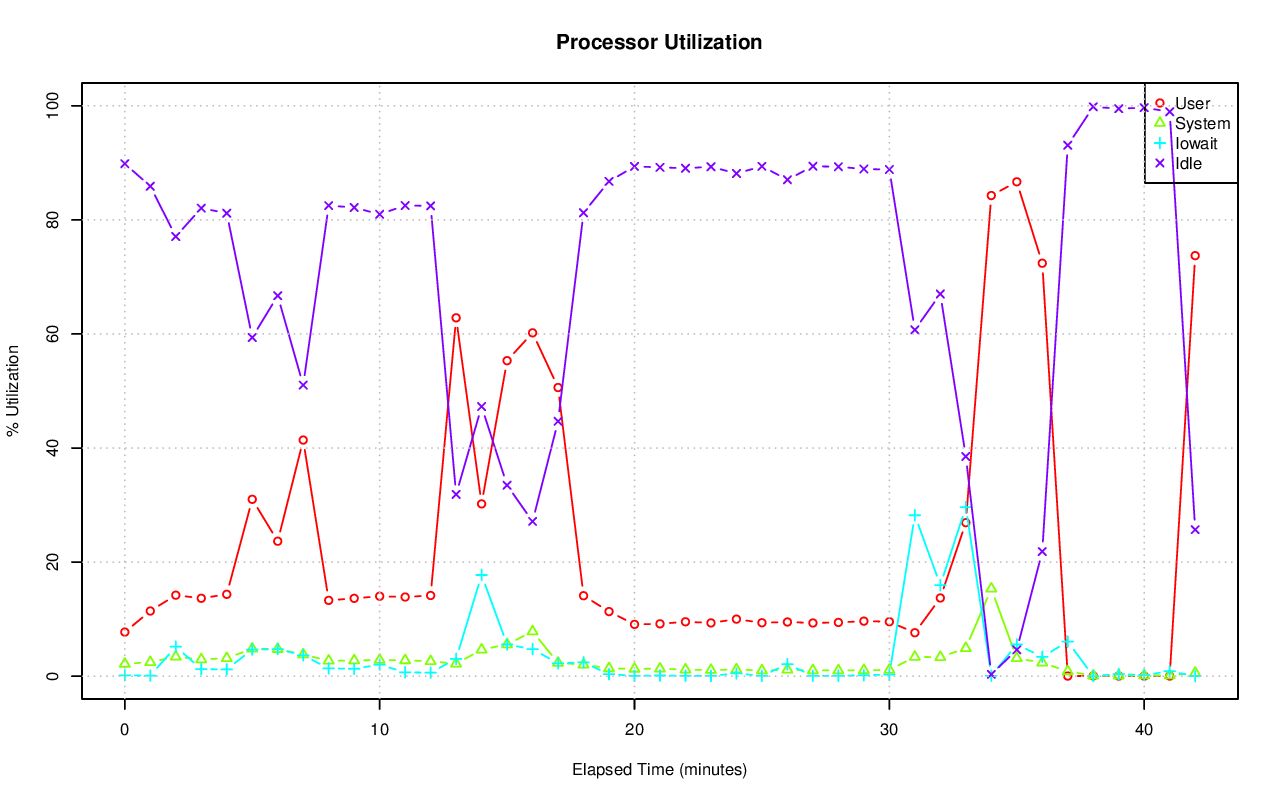 Processor Utilization
% Utilization
100
80
60
40
20
0
User
System
Iowait
Idle
0 10 20 30 40
Elapsed Time (minutes)